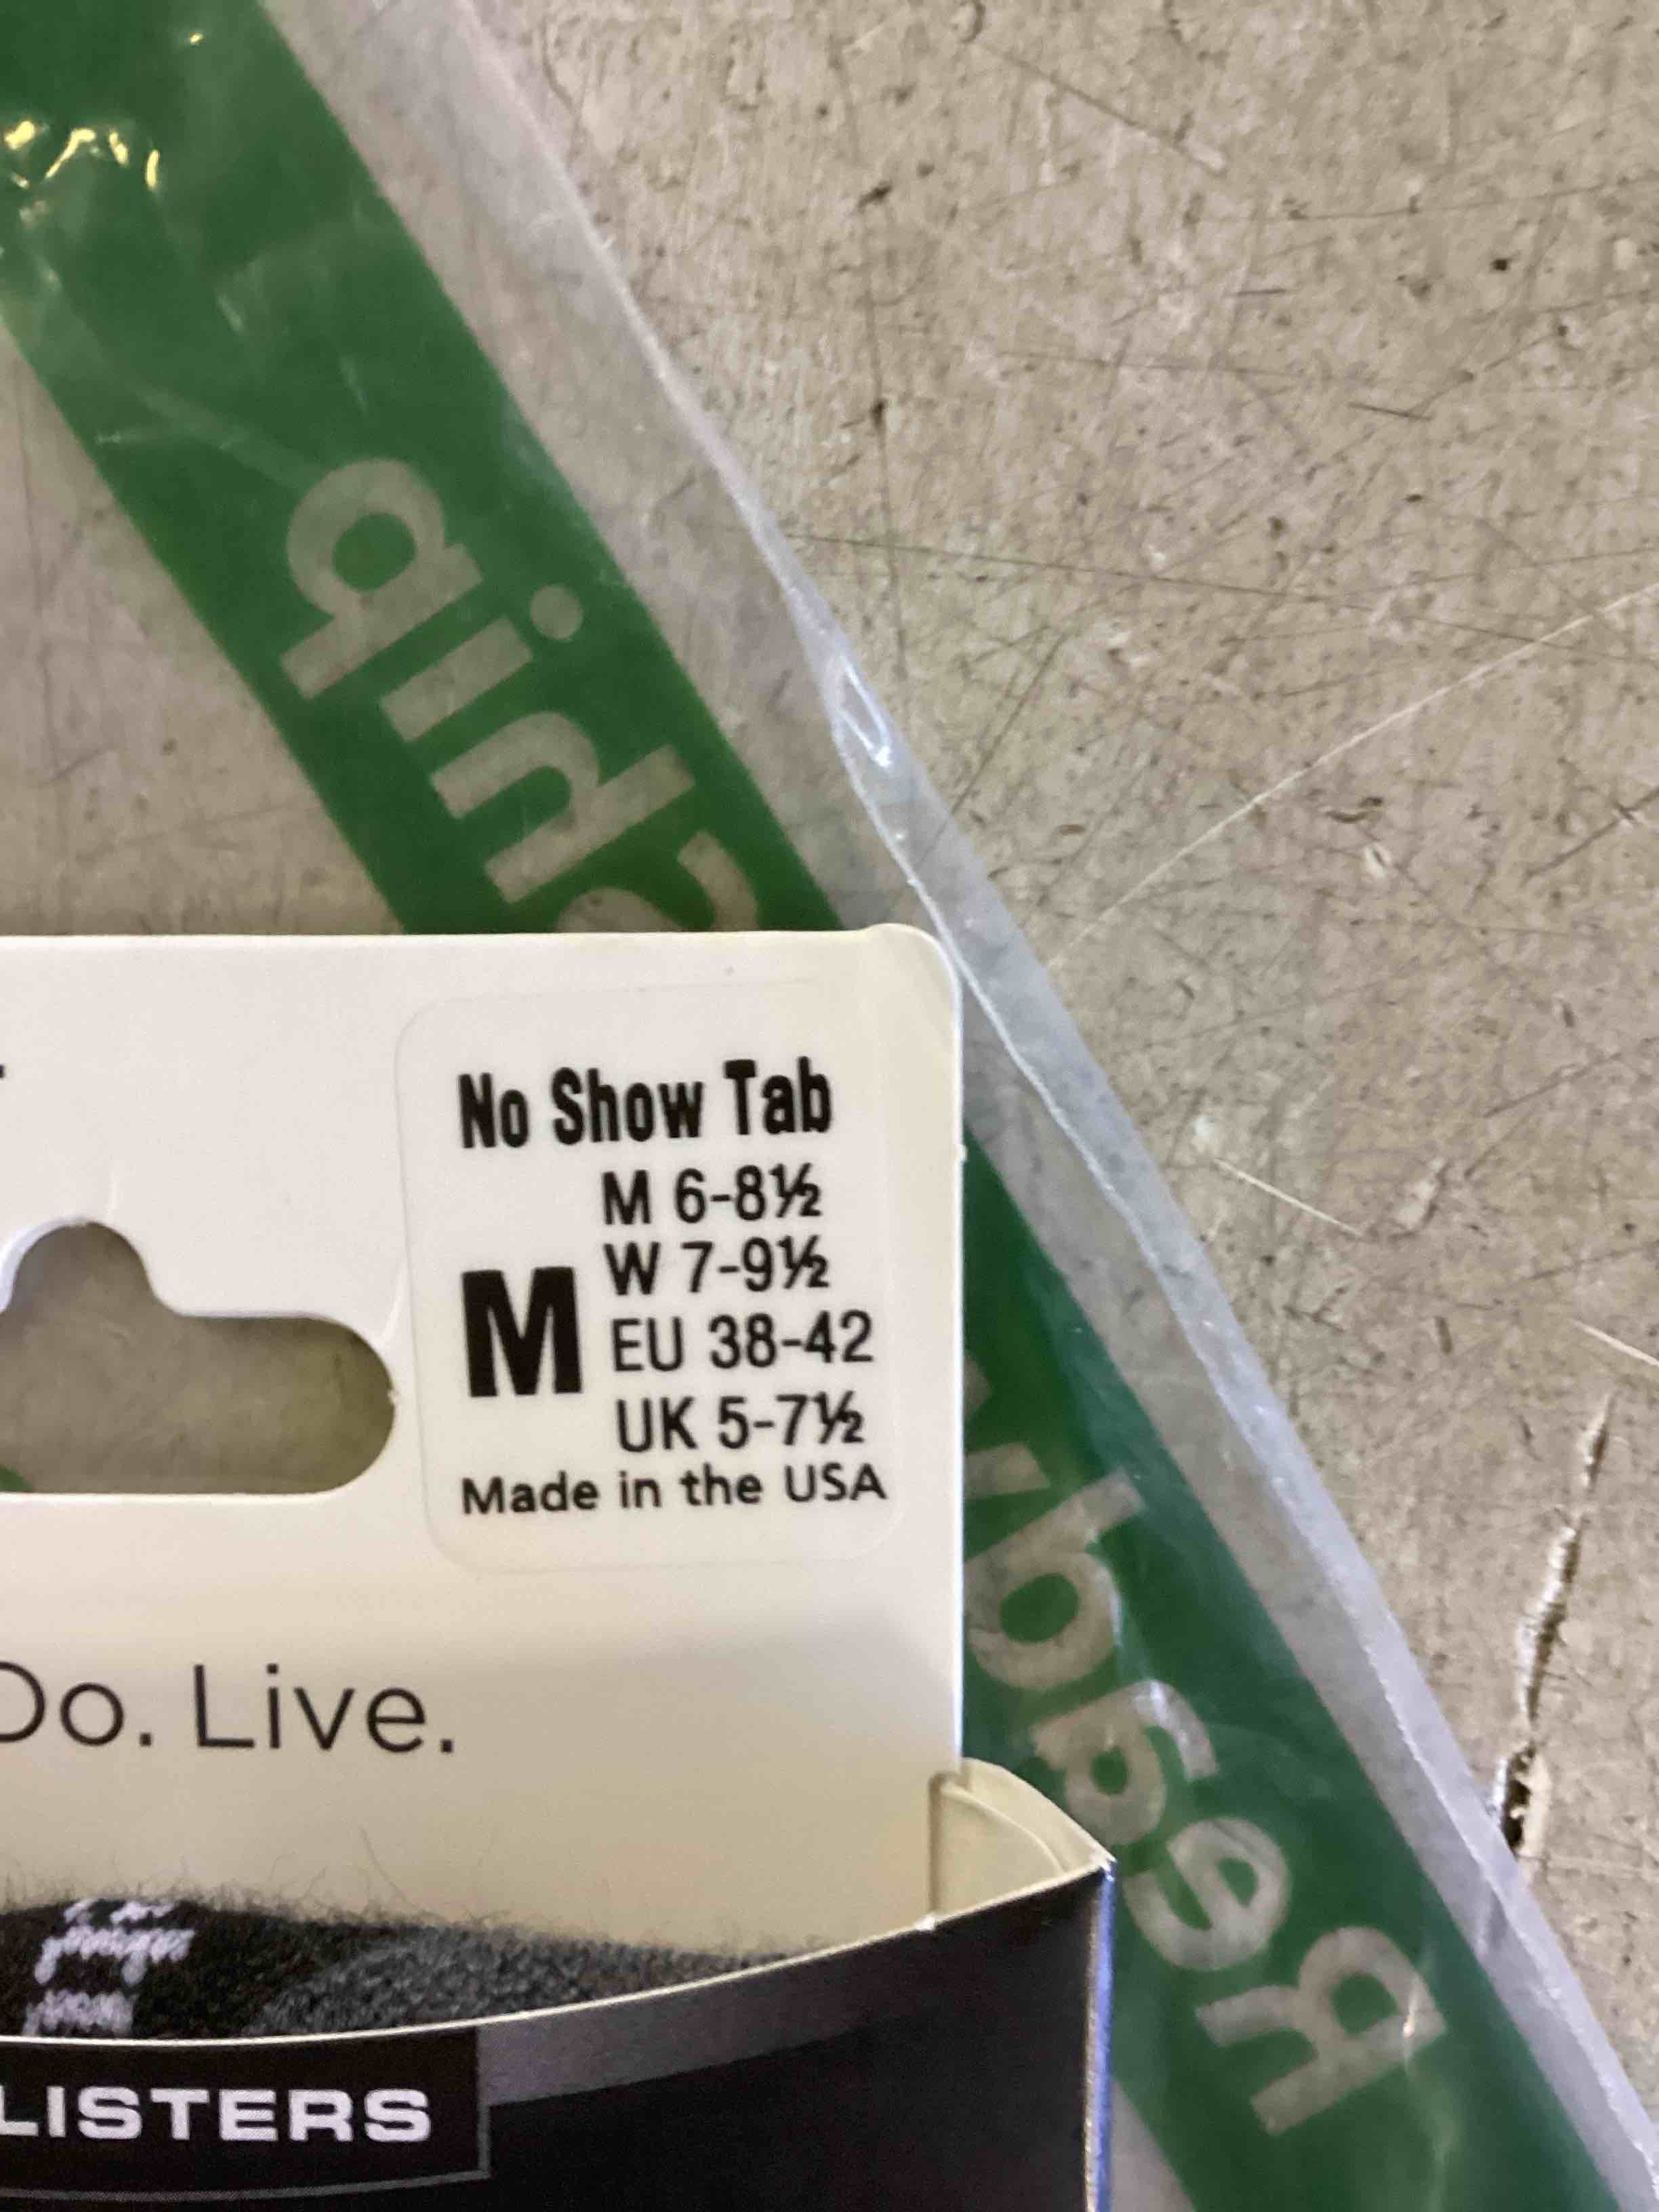 No Show Tab
M 6-8½
M W 7-9½
EU 38-42
UK 5-7½
Made in the USA
Do. Live.
LISTERS
Read